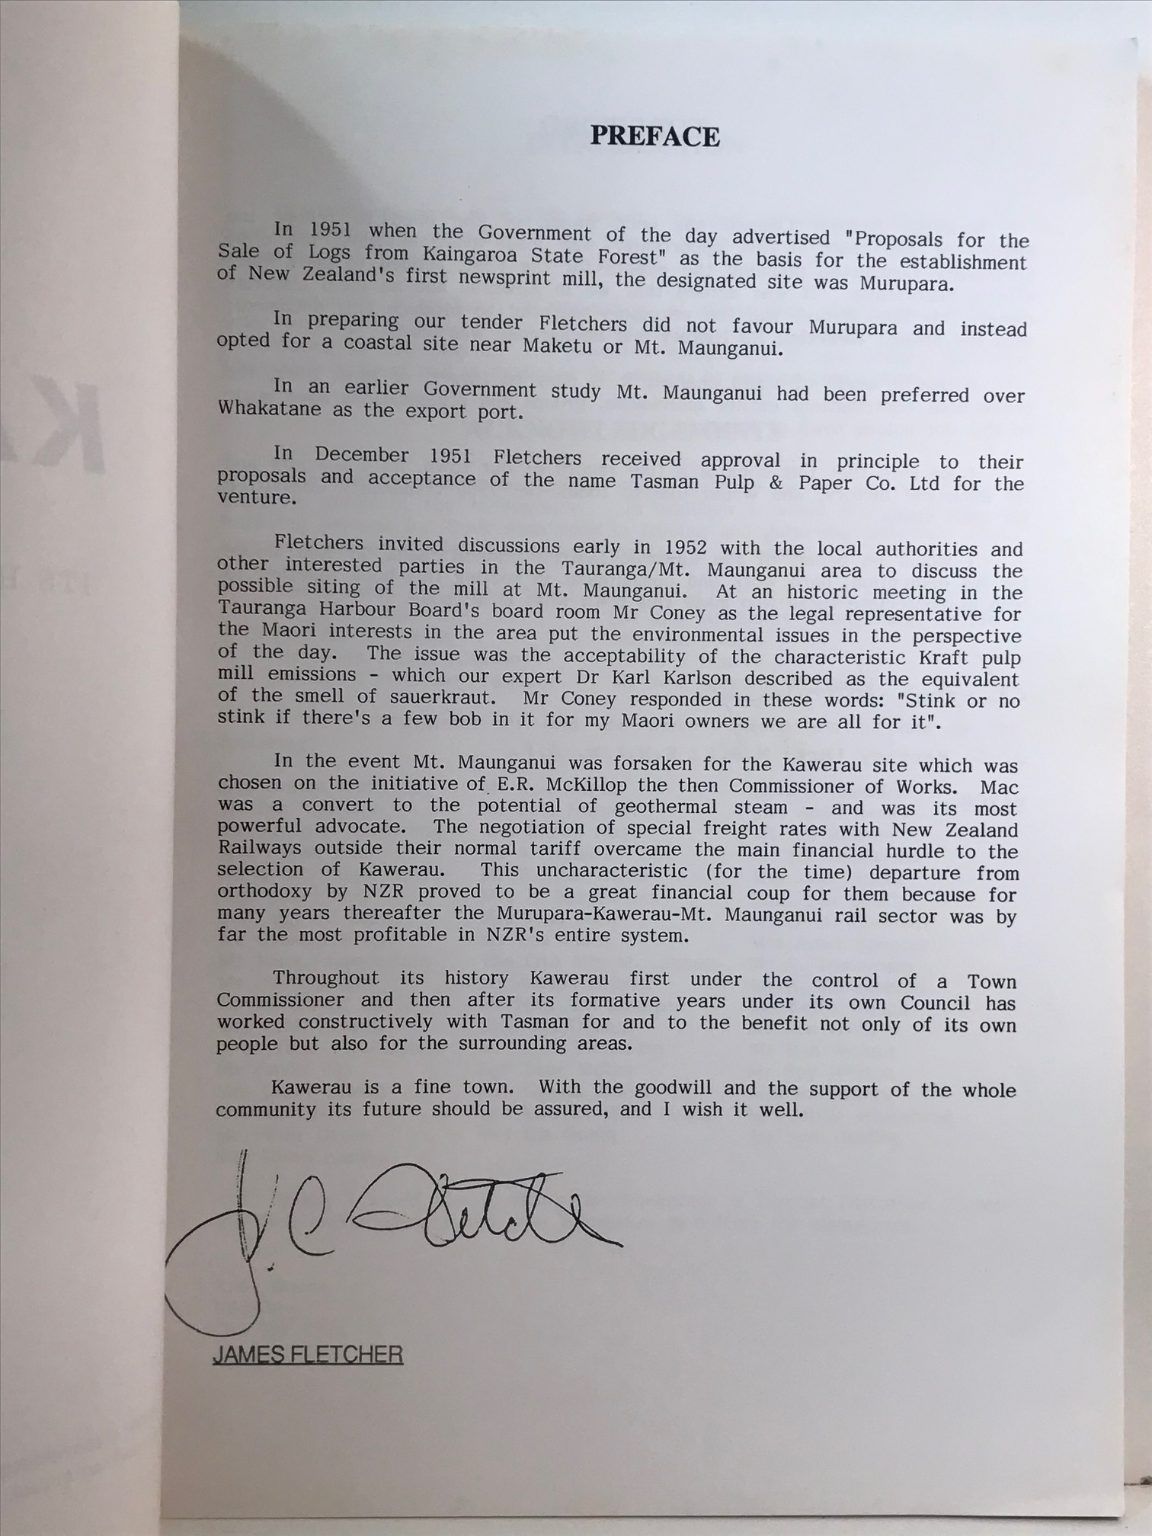 PREFACE
In 1951 when the Government of the day advertised "Proposals for the
Sale of Logs from Kaingaroa State Forest" as the basis for the establishment
of New Zealand's first newsprint mill, the designated site was Murupara.
In preparing our tender Fletchers did not favour Murupara and instead
opted for a coastal site near Maketu or Mt. Maunganui.
In an earlier Government study Mt. Maunganui had been preferred over
Whakatane as the export port.
In December 1951 Fletchers received approval in principle to their
proposals and acceptance of the name Tasman Pulp & Paper Co. Ltd for the
venture.
Fletchers invited discussions early in 1952 with the local authorities and
other interested parties in the Tauranga/Mt. Maunganui area to discuss the
possible siting of the mill at Mt. Maunganui. At an historic meeting in the
Tauranga Harbour Board's board room Mr Coney as the legal representative for
the Maori interests in the area put the environmental issues in the perspective
of the day. The issue was the acceptability of the characteristic Kraft pulp
mill emissions - which our expert Dr Karl Karlson described as the equivalent
of the smell of sauerkraut. Mr Coney responded in these words: "Stink or no
stink if there's a few bob in it for my Maori owners we are all for it".
In the event Mt. Maunganui was forsaken for the Kawerau site which was
chosen on the initiative of E.R. McKillop the then Commissioner of Works. Mac
was a convert to the potential of geothermal steam - and was its most
powerful advocate. The negotiation of special freight rates with New Zealand
Railways outside their normal tariff overcame the main financial hurdle to the
selection of Kawerau. This uncharacteristic (for the time) departure from
orthodoxy by NZR proved to be a great financial coup for them because for
many years thereafter the Murupara-Kawerau-Mt. Maunganui rail sector was by
far the most profitable in NZR's entire system.
Throughout its history Kawerau first under the control of a Town
Commissioner and then after its formative years under its own Council has
worked constructively with Tasman for and to the benefit not only of its own
people but also for the surrounding areas.
Kawerau is a fine town. With the goodwill and the support of the whole
community its future should be assured, and I wish it well.
J.C. Fletcher
JAMES FLETCHER